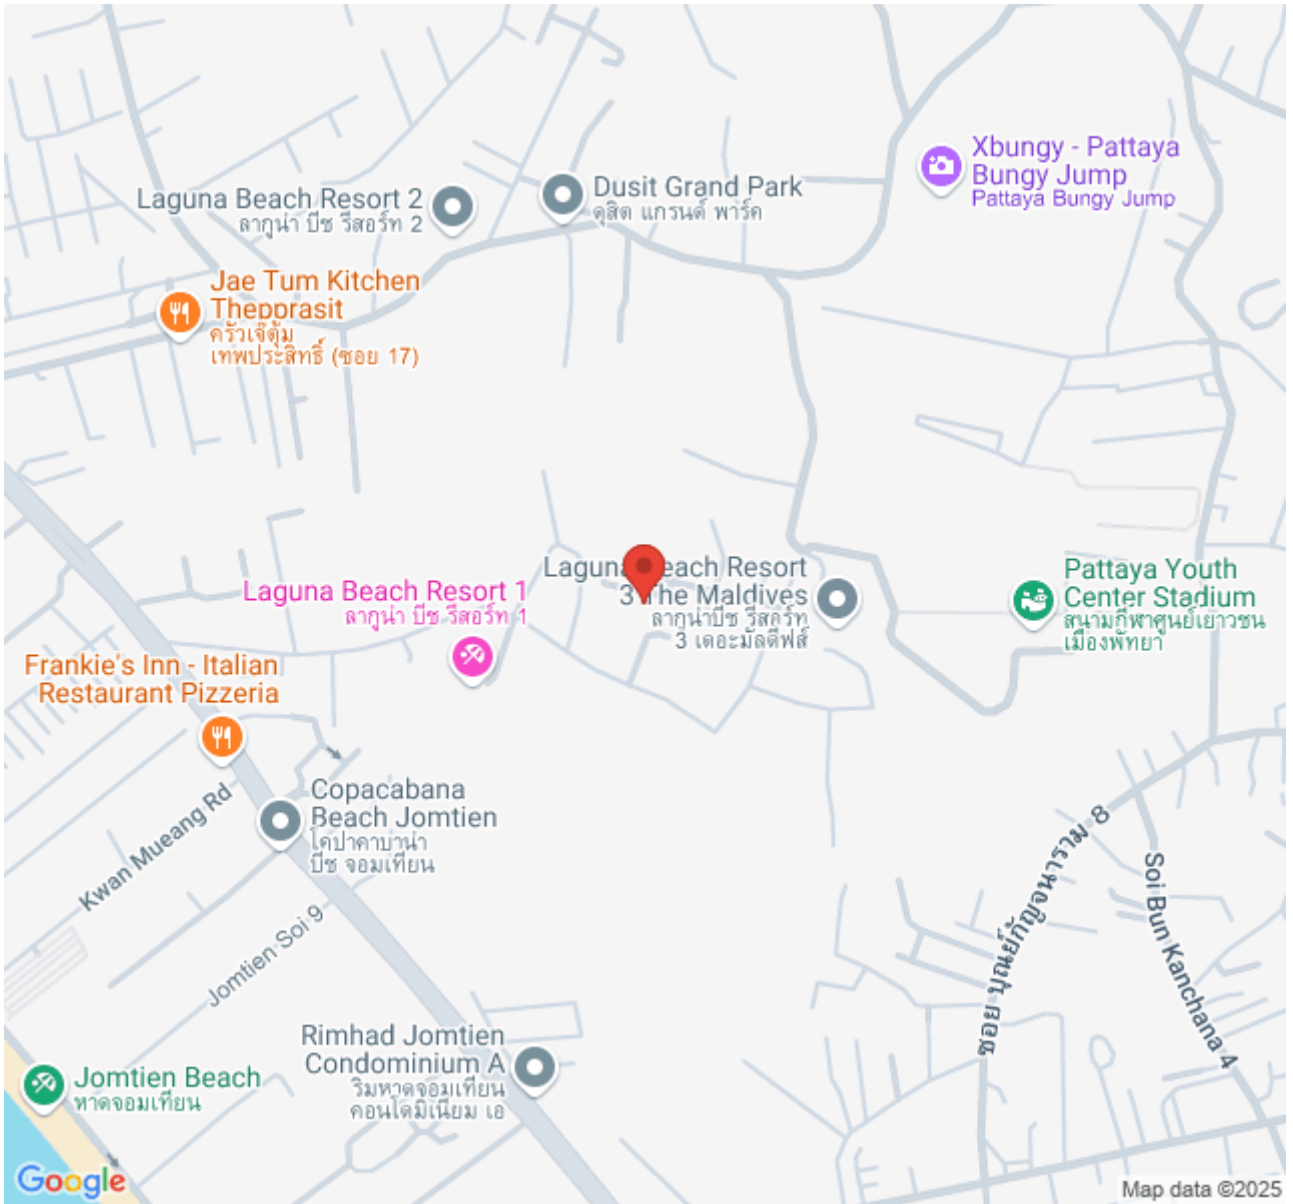 Xbungy - Pattaya
Bungy Jump
Pattaya Bungy Jump
Laguna Beach Resort 2
ลากูน่า บีช รีสอร์ท 2
Dusit Grand Park
ดุสิต แกรนด์ พาร์ค
Jae Tum Kitchen
Thepprasit
ครัวเจ๊ตุ้ม
เทพประสิทธิ์ (ซอย 17)
Laguna Beach Resort 1
ลากูน่า บีช รีสอร์ท 1
Laguna Beach Resort
3 The Maldives
ลากูน่าบีช รีสอร์ท
3 เดอะมัลดีฟส์
Pattaya Youth
Center Stadium
สนามกีฬาศูนย์เยาวชน
เมืองพัทยา
Frankie's Inn - Italian
Restaurant Pizzeria
Copacabana
Beach Jomtien
โคปาคาบาน่า
บีช จอมเทียน
Kwan Mueang Rd
Jomtien Soi 9
ซอย บุณย์กัญจนาราม 8
Soi Bun Kanchana 4
Rimhad Jomtien
Condominium A
ริมหาดจอมเทียน
คอนโดมิเนียม เอ
Jomtien Beach
หาดจอมเทียน
Google
Map data ©2025